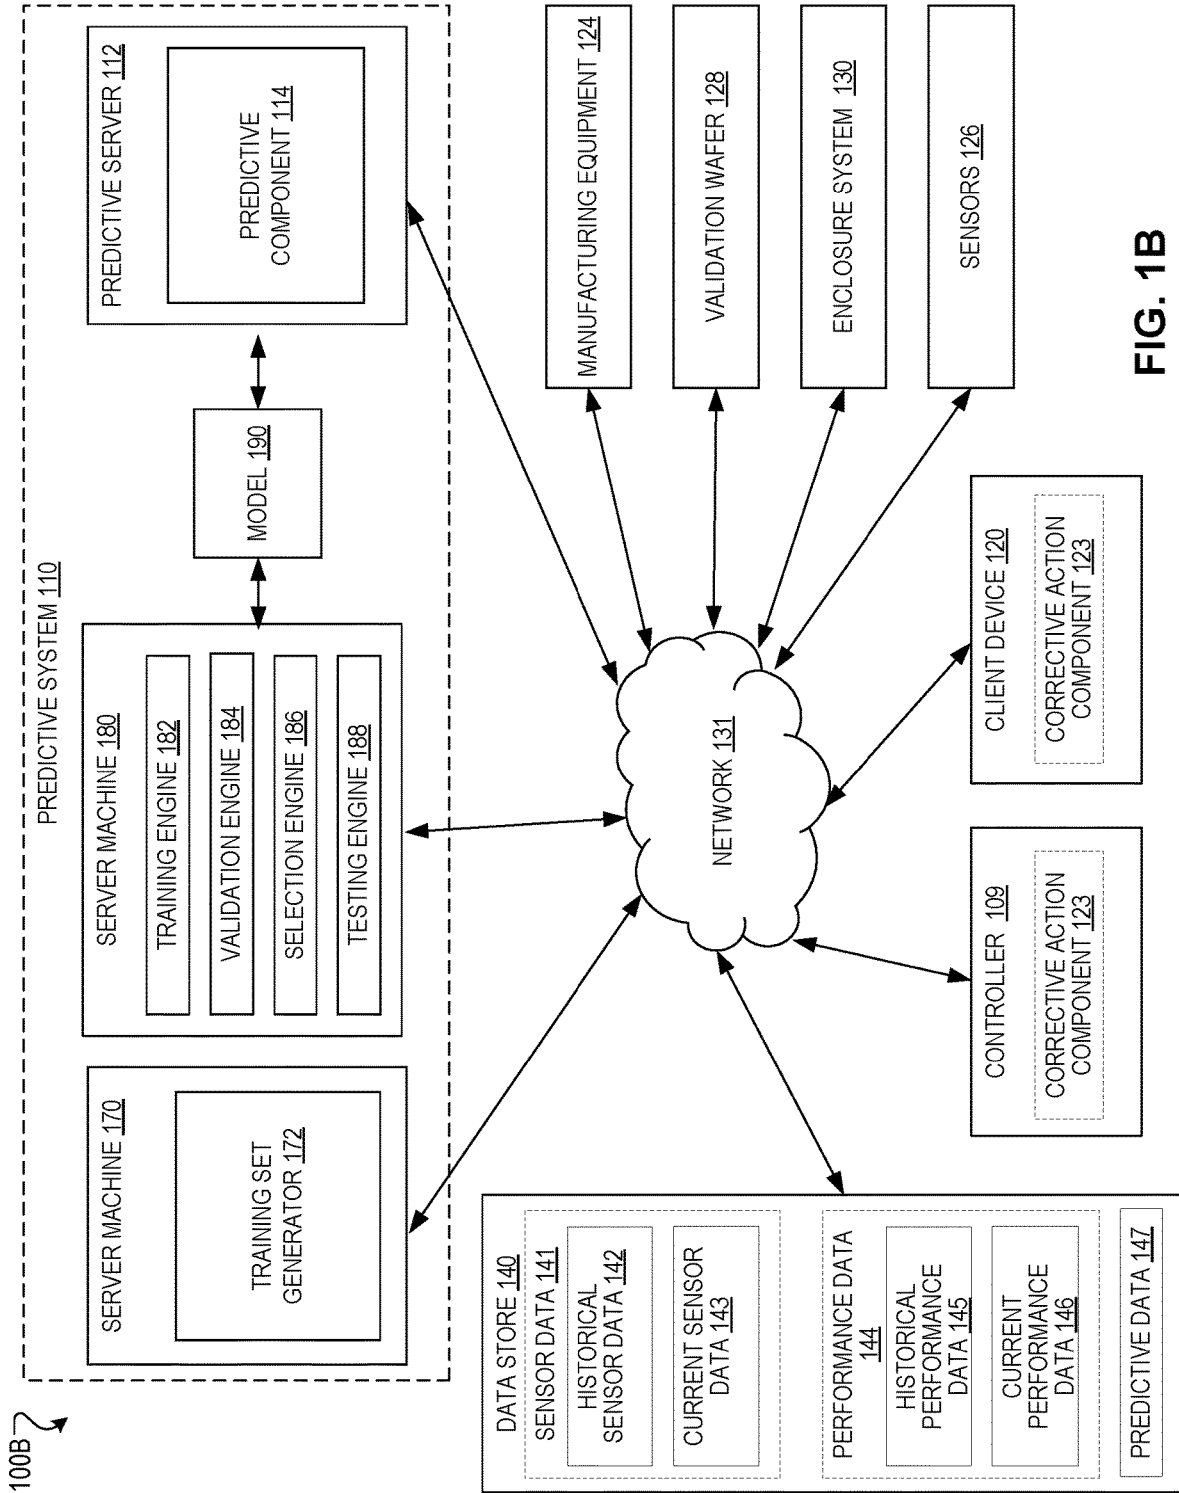 100B
PREDICTIVE SYSTEM 110
SERVER MACHINE 170
TRAINING SET
GENERATOR 172
SERVER MACHINE 180
TRAINING ENGINE 182
VALIDATION ENGINE 184
SELECTION ENGINE 186
TESTING ENGINE 188
MODEL 190
PREDICTIVE SERVER 112
PREDICTIVE
COMPONENT 114
DATA STORE 140
SENSOR DATA 141
HISTORICAL
SENSOR DATA 142
CURRENT SENSOR
DATA 143
PERFORMANCE DATA
144
HISTORICAL
PERFORMANCE
DATA 145
CURRENT
PERFORMANCE
DATA 146
PREDICTIVE DATA 147
NETWORK 131
MANUFACTURING EQUIPMENT 124
VALIDATION WAFER 128
ENCLOSURE SYSTEM 130
SENSORS 126
CONTROLLER 109
CORRECTIVE ACTION
COMPONENT 123
CLIENT DEVICE 120
CORRECTIVE ACTION
COMPONENT 123
FIG. 1B